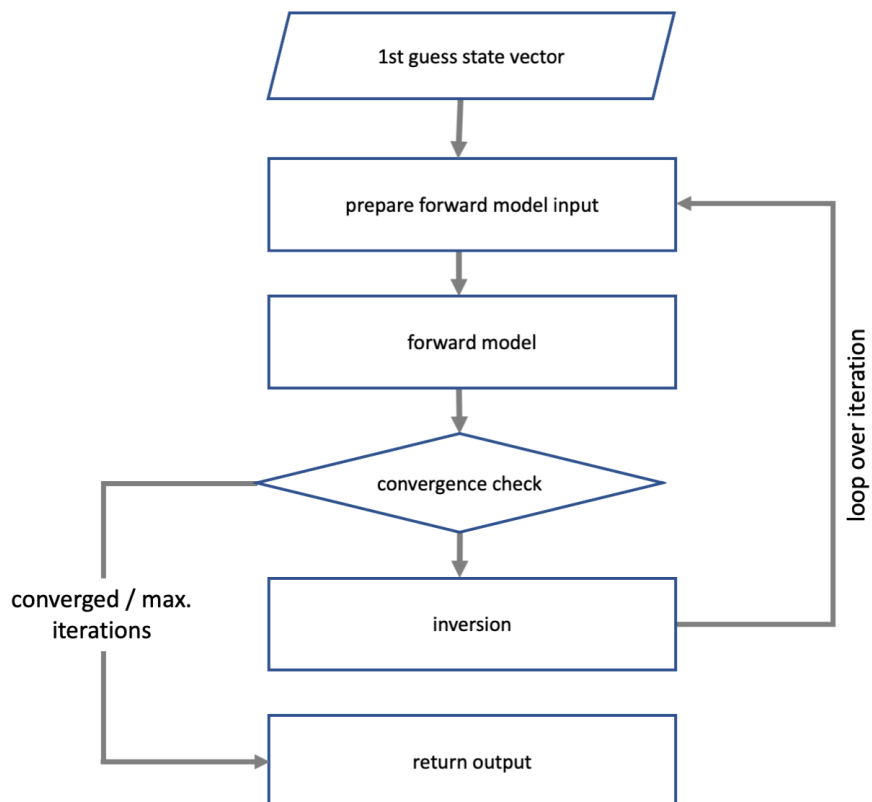 1st guess state vector
prepare forward model input
forward model
loop over iteration
convergence check
converged / max.
iterations
inversion
return output